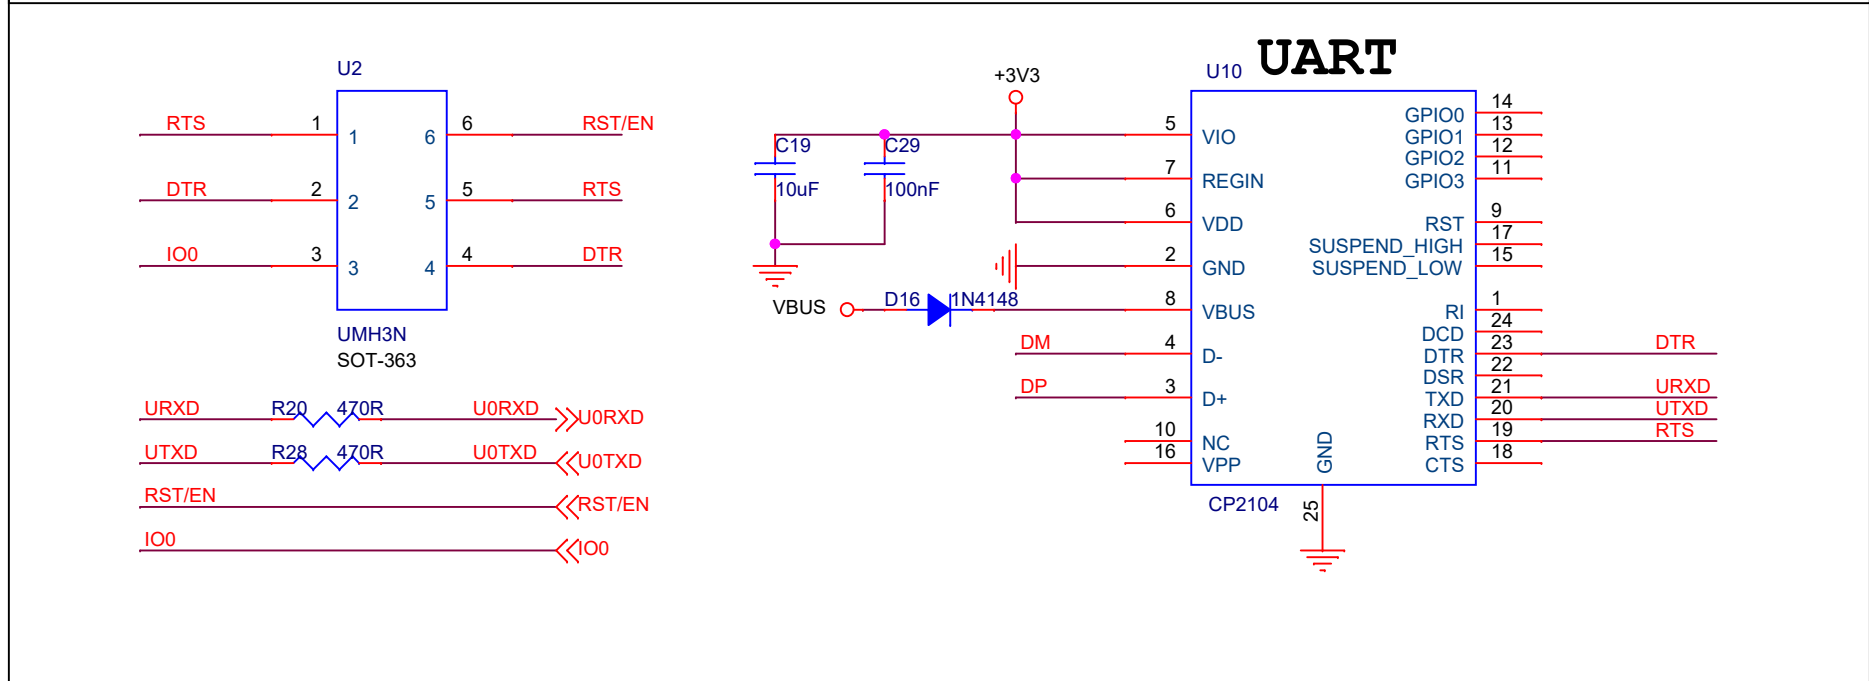 UART
U2
RTS 1 1 6 6 RST/EN
DTR 2 2 5 5 RTS
IO0 3 3 4 4 DTR
UMH3N
SOT-363
URXD R20 470R U0RXD U0RXD
UTXD R28 470R U0TXD U0TXD
RST/EN RST/EN
IO0 IO0
+3V3
C19
10uF
C29
100nF
VBUS D16 1N4148
DM
DP
U10
5 VIO
7 REGIN
6 VDD
2 GND
8 VBUS
4 D-
3 D+
10 NC
16 VPP
GPIO0 14
GPIO1 13
GPIO2 12
GPIO3 11
RST 9
SUSPEND_HIGH 17
SUSPEND_LOW 15
RI 1
DCD 24
DTR 23 DTR
DSR 22
TXD 21 URXD
RXD 20 UTXD
RTS 19 RTS
CTS 18
GND
25
CP2104